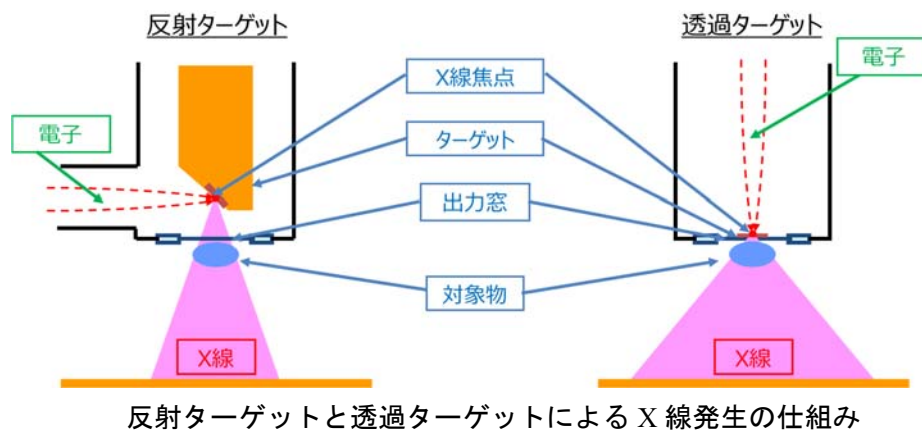 反射ターゲット
透過ターゲット
電子
X線焦点
電子
ターゲット
出力窓
対象物
X線
X線
反射ターゲットと透過ターゲットによる X 線発生の仕組み